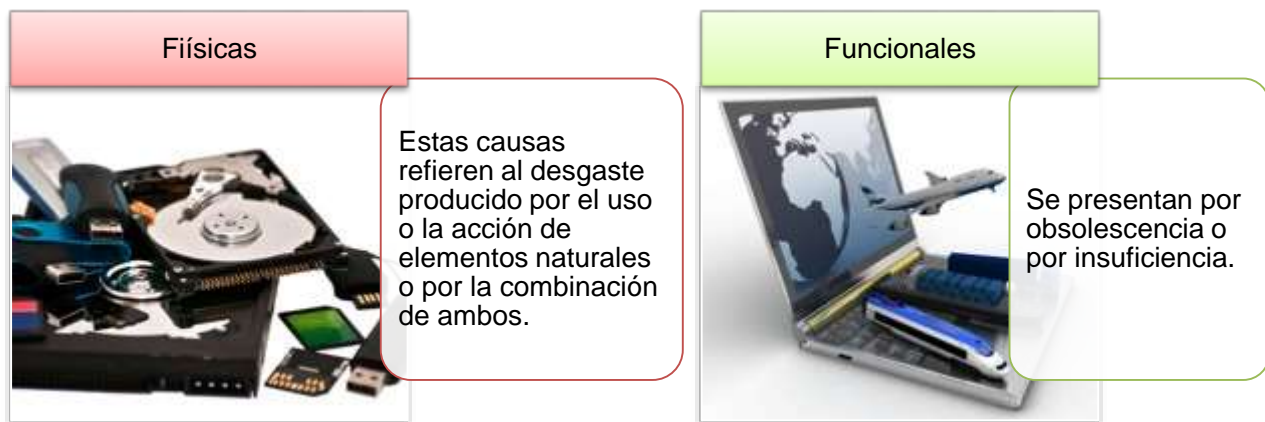 Fiísicas
Estas causas
refieren al desgaste
producido por el uso
o la acción de
elementos naturales
o por la combinación
de ambos.
Funcionales
Se presentan por
obsolescencia o
por insuficiencia.